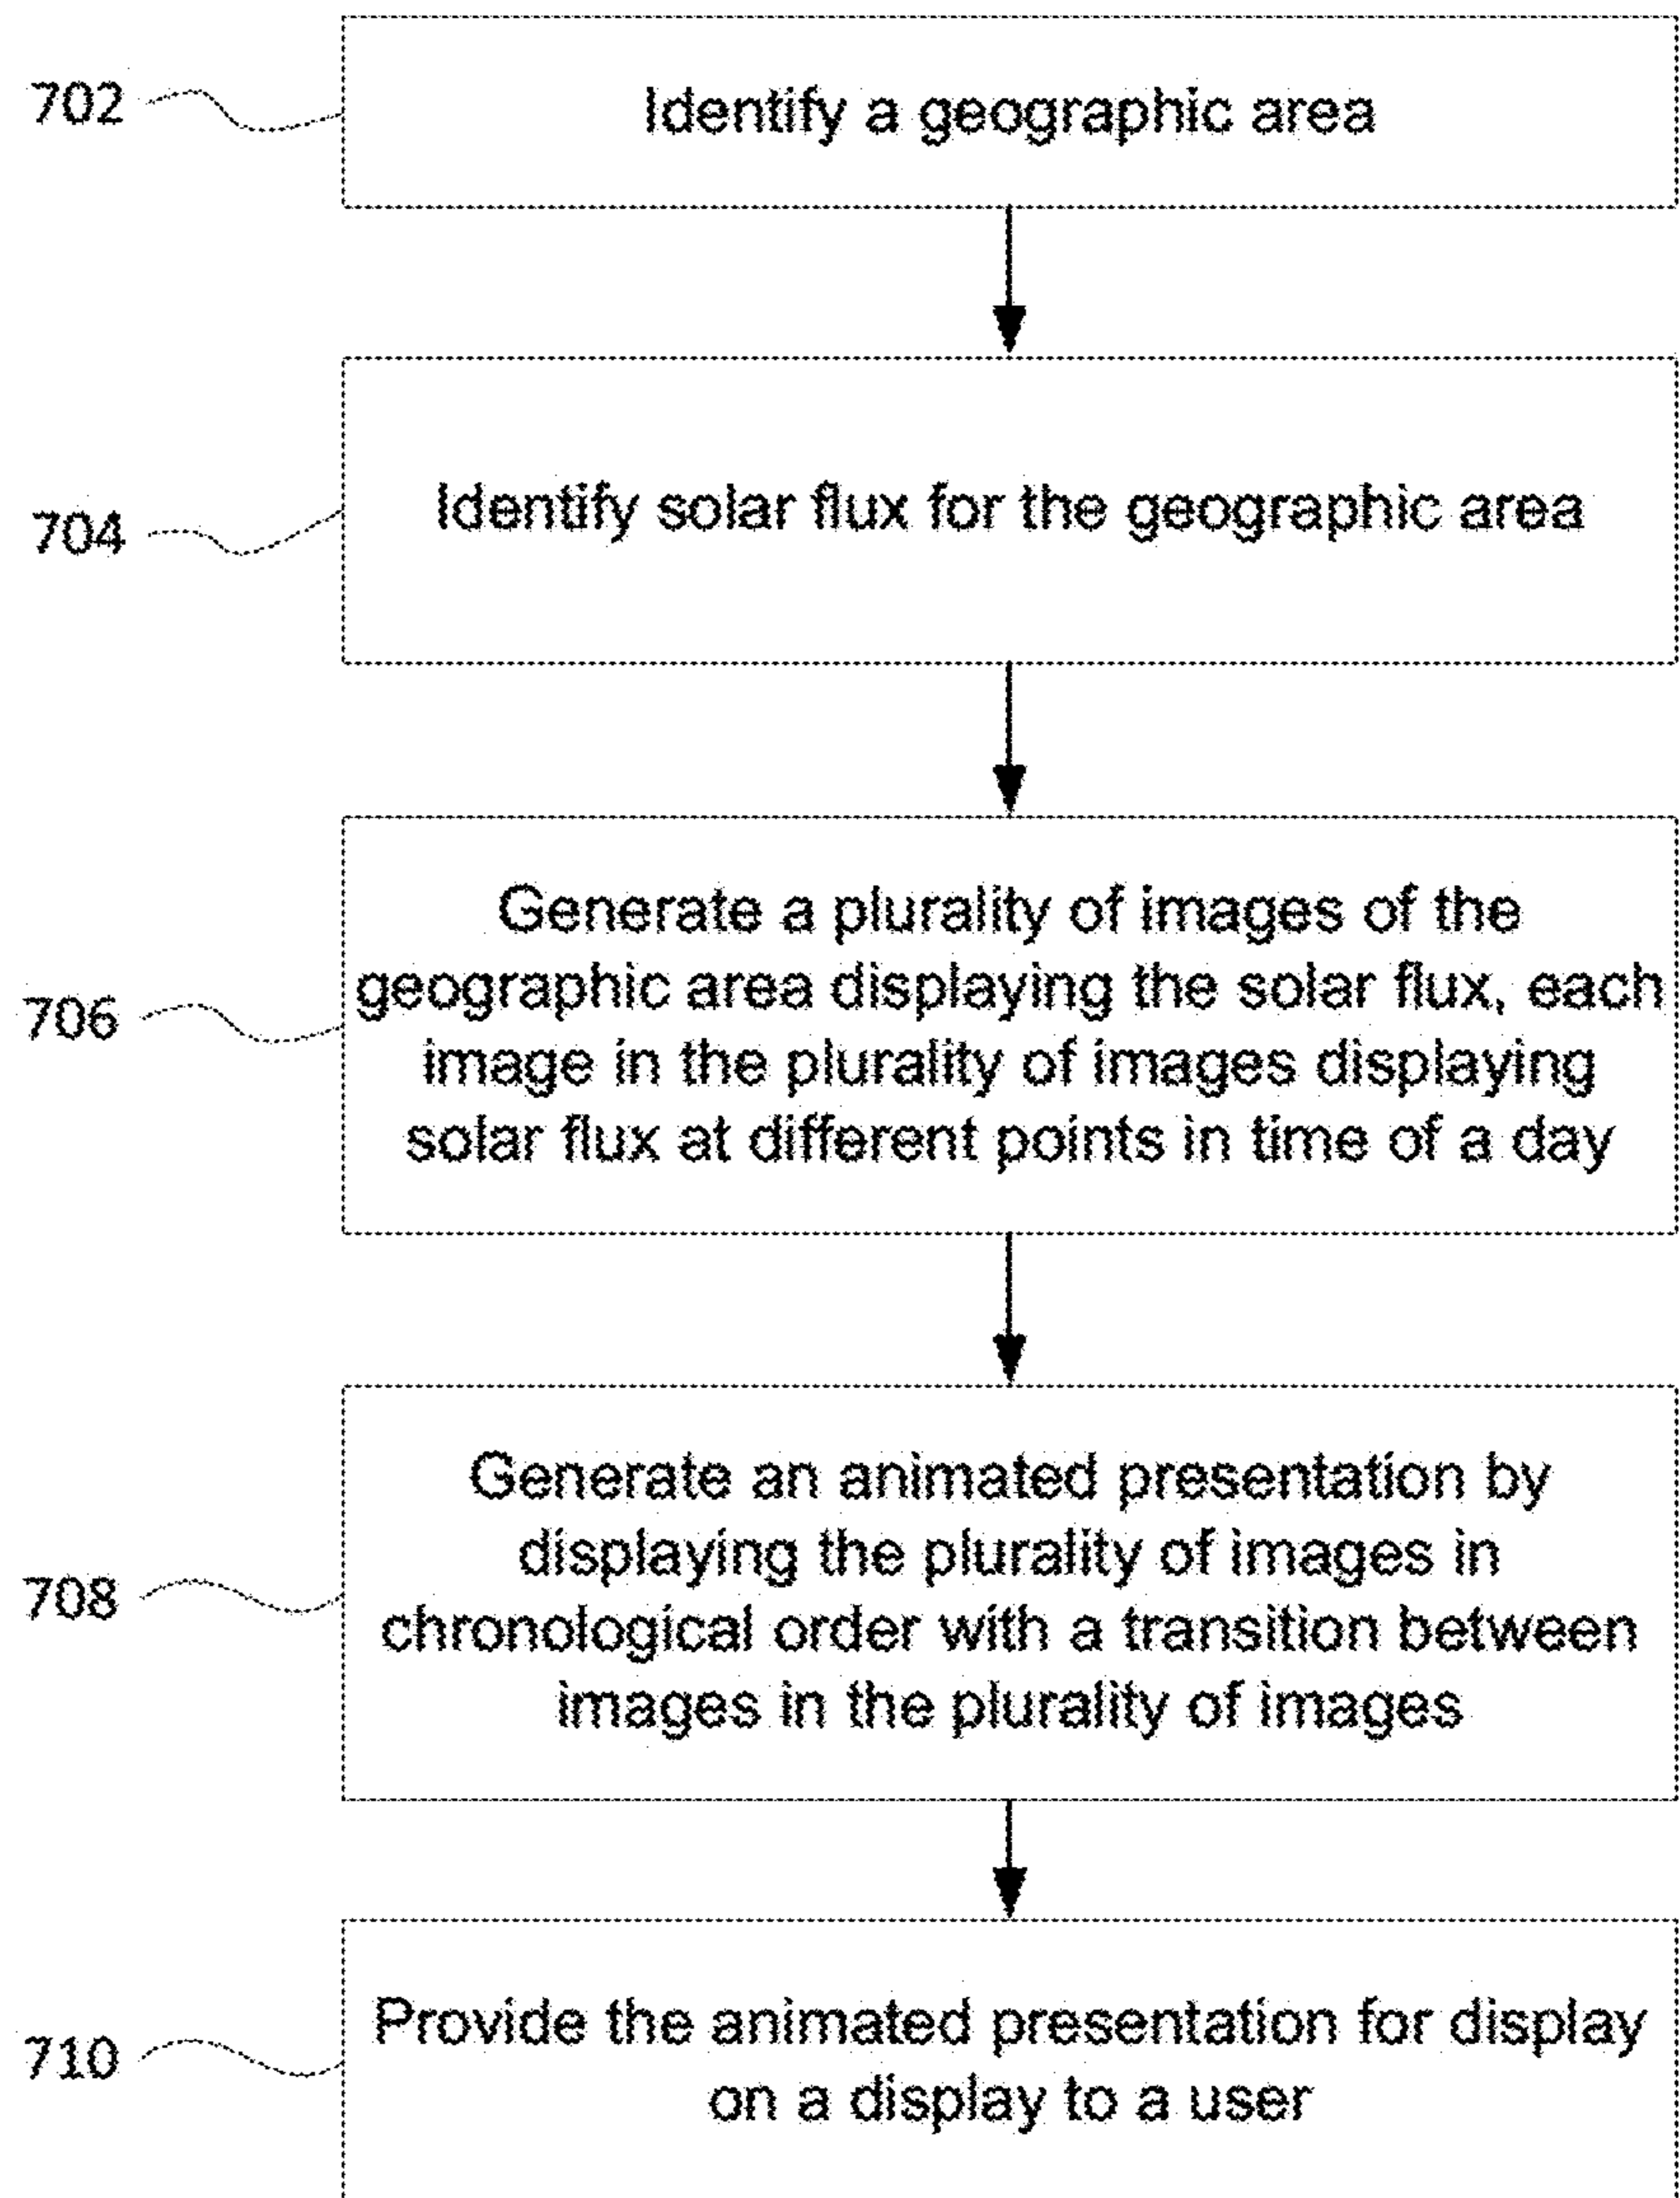 702
Identify a geographic area
704
Identify solar flux for the geographic area
706
Generate a plurality of images of the
geographic area displaying the solar flux, each
image in the plurality of images displaying
solar flux at different points in time of a day
708
Generate an animated presentation by
displaying the plurality of images in
chronological order with a transition between
images in the plurality of images
710
Provide the animated presentation for display
on a display to a user